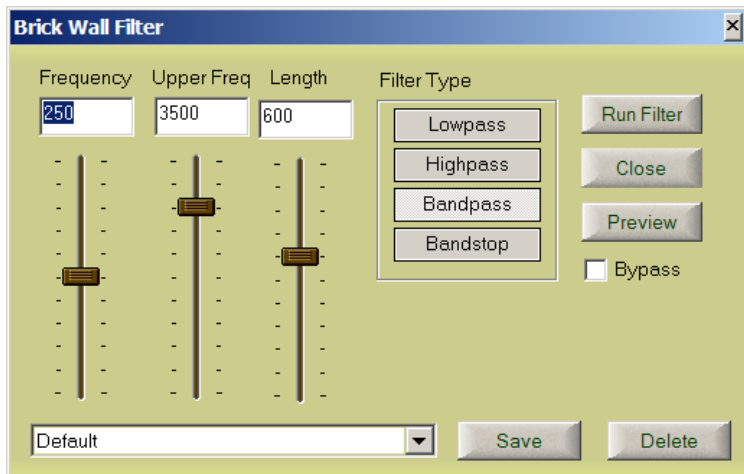 Brick Wall Filter
Frequency Upper Freq Length Filter Type
250 3500 600
Lowpass
Highpass
Bandpass
Bandstop
Run Filter
Close
Preview
Bypass
Default
Save
Delete